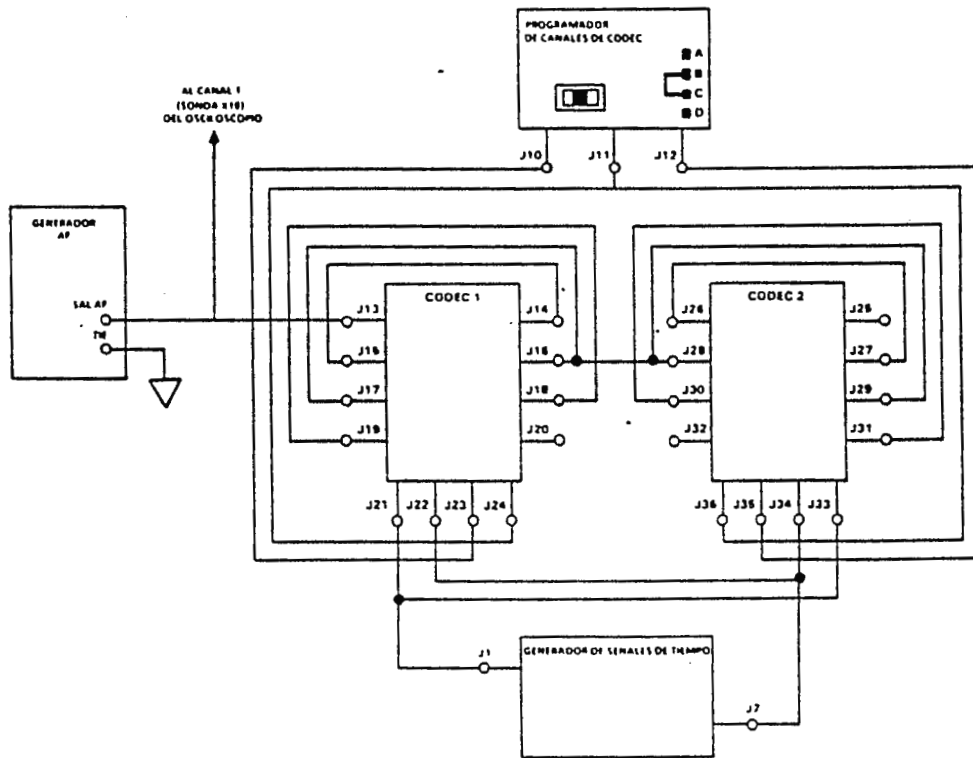 PROGRAMADOR
DE CANALES DE CODEC
A
B
C
D
AL CANAL 1
(SONDA X10)
DEL OSCILOSCOPIO
J10
J11
J12
GENERADOR
AF
SAL AF
CODEC 1
CODEC 2
J13
J14
J26
J25
J15
J16
J28
J27
J17
J18
J30
J29
J19
J20
J32
J31
J21
J22
J23
J24
J36
J35
J34
J33
J1
GENERADOR DE SEÑALES DE TIEMPO
J7